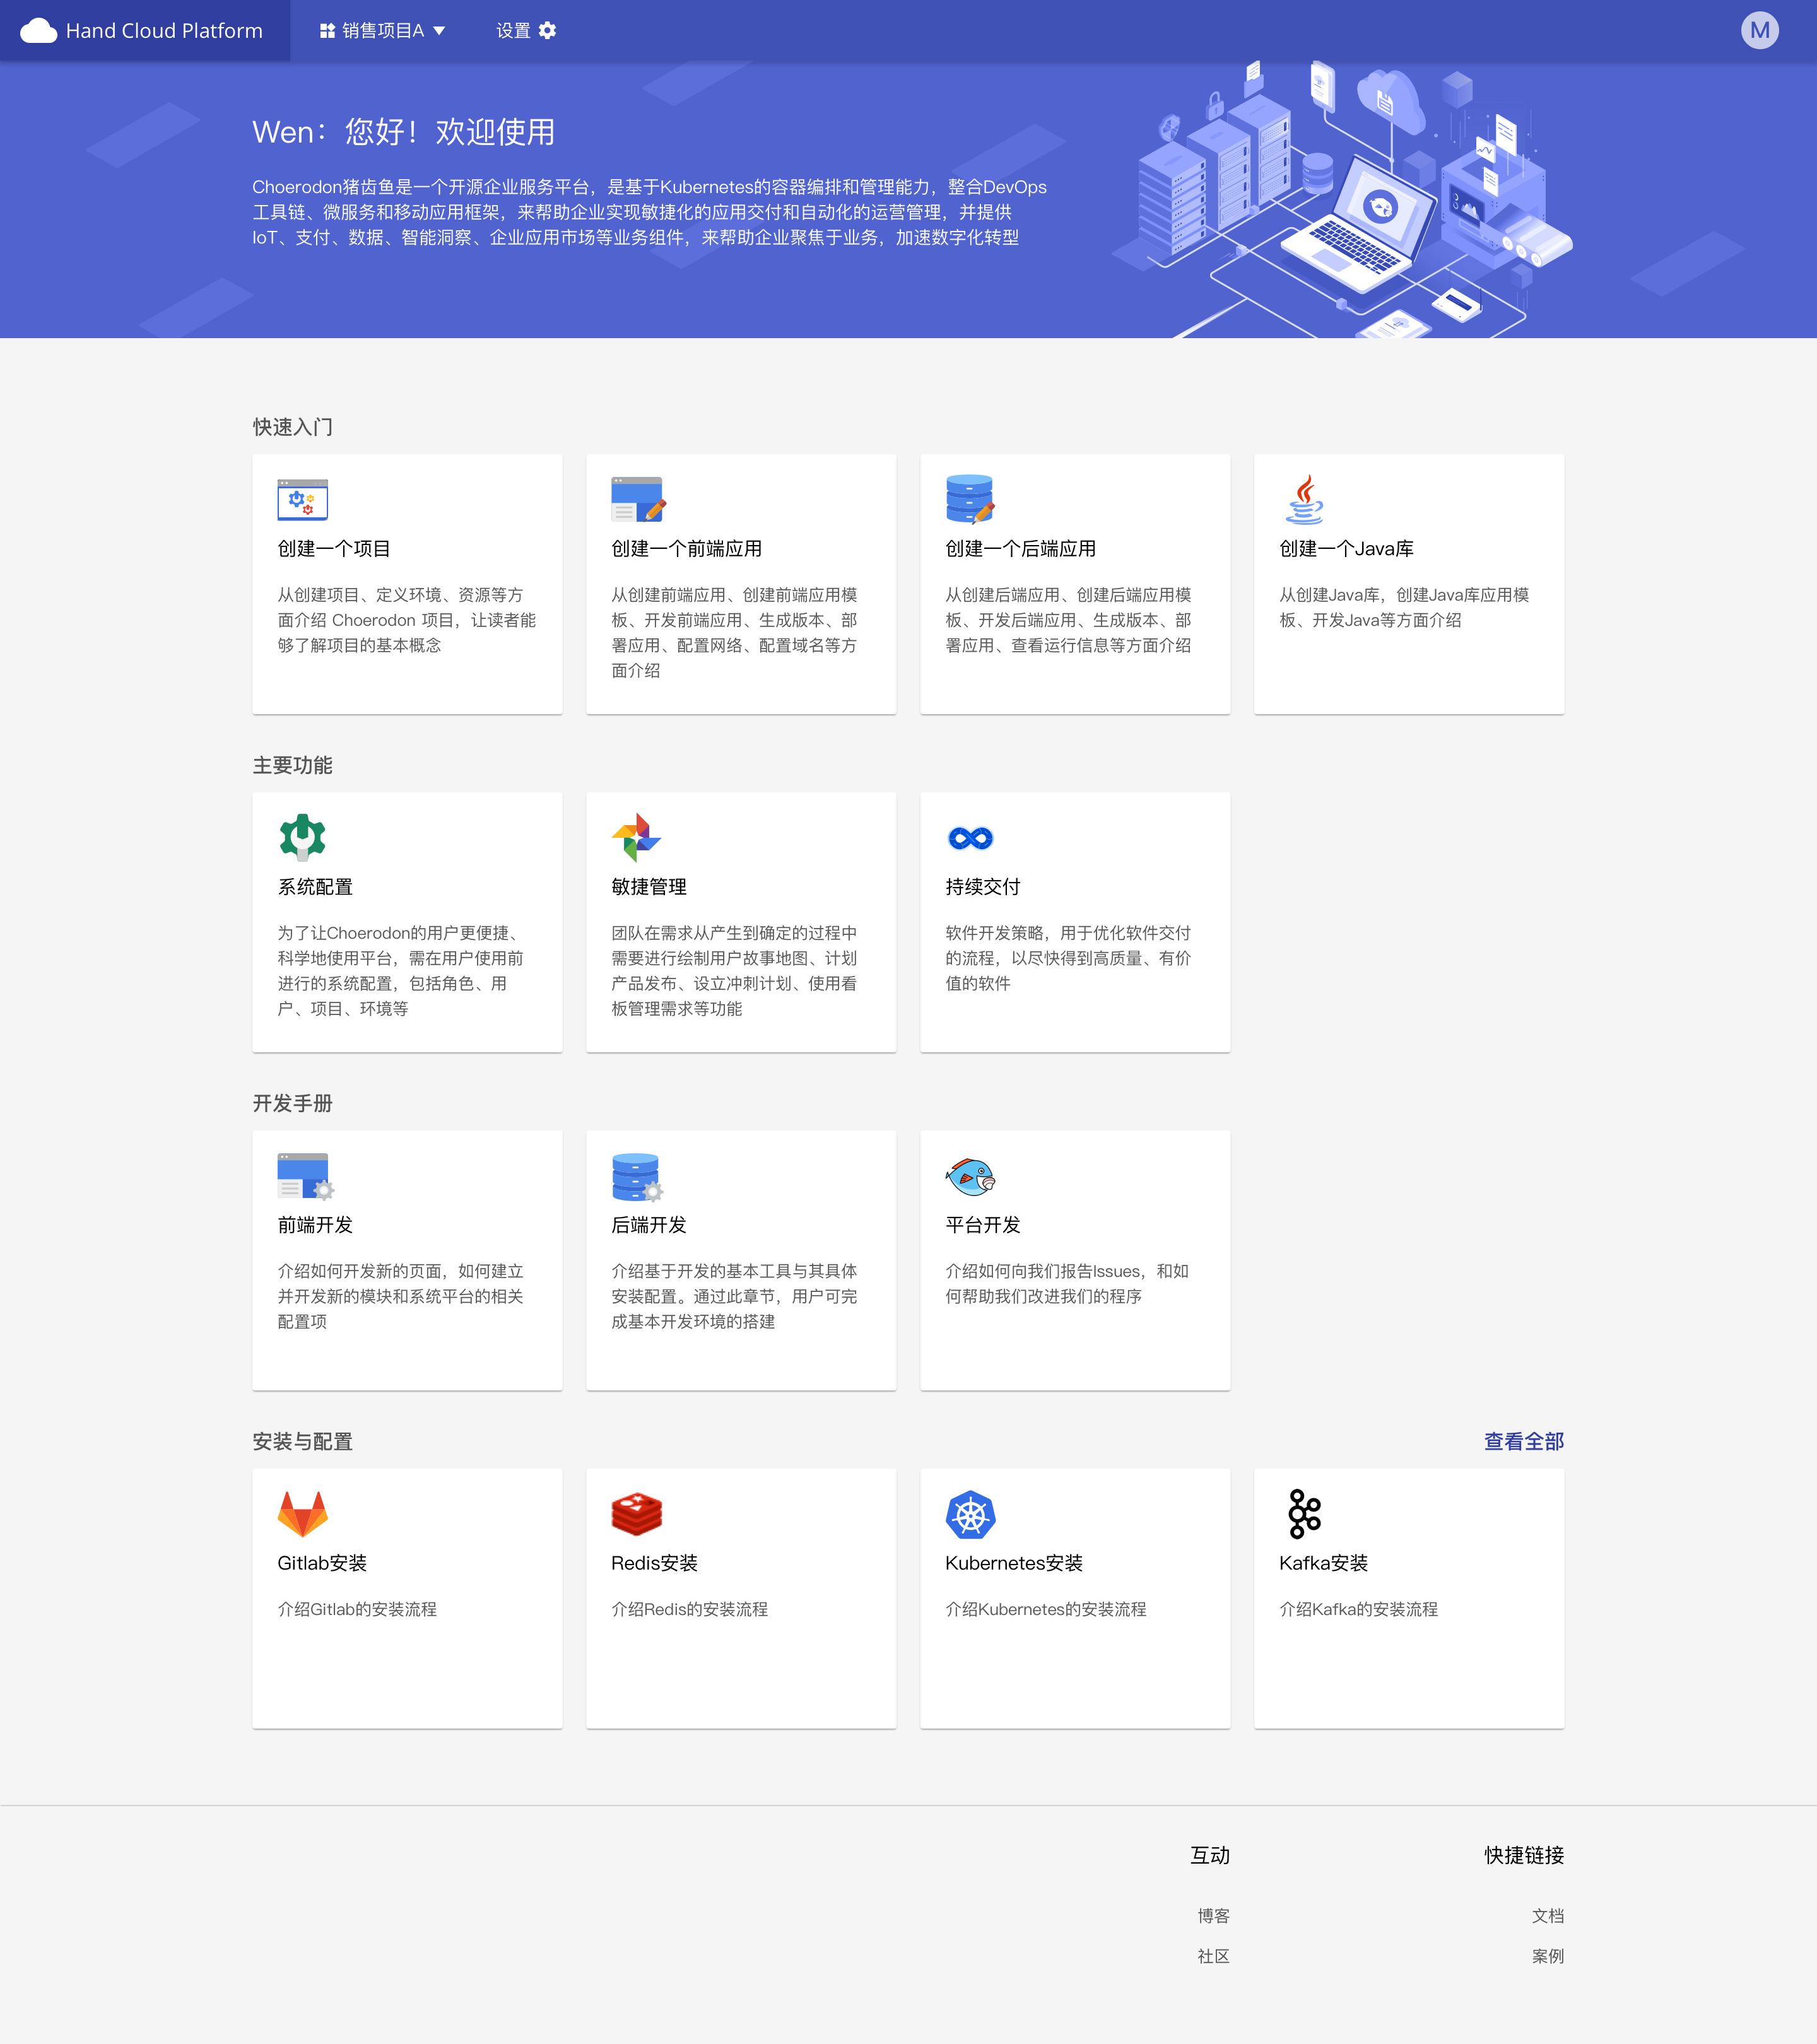 Hand Cloud Platform
销售项目A
设置
M
Wen：您好！欢迎使用
Choerodon猪齿鱼是一个开源企业服务平台，是基于Kubernetes的容器编排和管理能力，整合DevOps
工具链、微服务和移动应用框架，来帮助企业实现敏捷化的应用交付和自动化的运营管理，并提供
IoT、支付、数据、智能洞察、企业应用市场等业务组件，来帮助企业聚焦于业务，加速数字化转型
快速入门
创建一个项目
从创建项目、定义环境、资源等方
面介绍 Choerodon 项目，让读者能
够了解项目的基本概念
创建一个前端应用
从创建前端应用、创建前端应用模
板、开发前端应用、生成版本、部
署应用、配置网络、配置域名等方
面介绍
创建一个后端应用
从创建后端应用、创建后端应用模
板、开发后端应用、生成版本、部
署应用、查看运行信息等方面介绍
创建一个Java库
从创建Java库，创建Java库应用模
板、开发Java等方面介绍
主要功能
系统配置
为了让Choerodon的用户更便捷、
科学地使用平台，需在用户使用前
进行的系统配置，包括角色、用
户、项目、环境等
敏捷管理
团队在需求从产生到确定的过程中
需要进行绘制用户故事地图、计划
产品发布、设立冲刺计划、使用看
板管理需求等功能
持续交付
软件开发策略，用于优化软件交付
的流程，以尽快得到高质量、有价
值的软件
开发手册
前端开发
介绍如何开发新的页面，如何建立
并开发新的模块和系统平台的相关
配置项
后端开发
介绍基于开发的基本工具与其具体
安装配置。通过此章节，用户可完
成基本开发环境的搭建
平台开发
介绍如何向我们报告Issues，和如
何帮助我们改进我们的程序
安装与配置
查看全部
Gitlab安装
介绍Gitlab的安装流程
Redis安装
介绍Redis的安装流程
Kubernetes安装
介绍Kubernetes的安装流程
Kafka安装
介绍Kafka的安装流程
互动
博客
社区
快捷链接
文档
案例